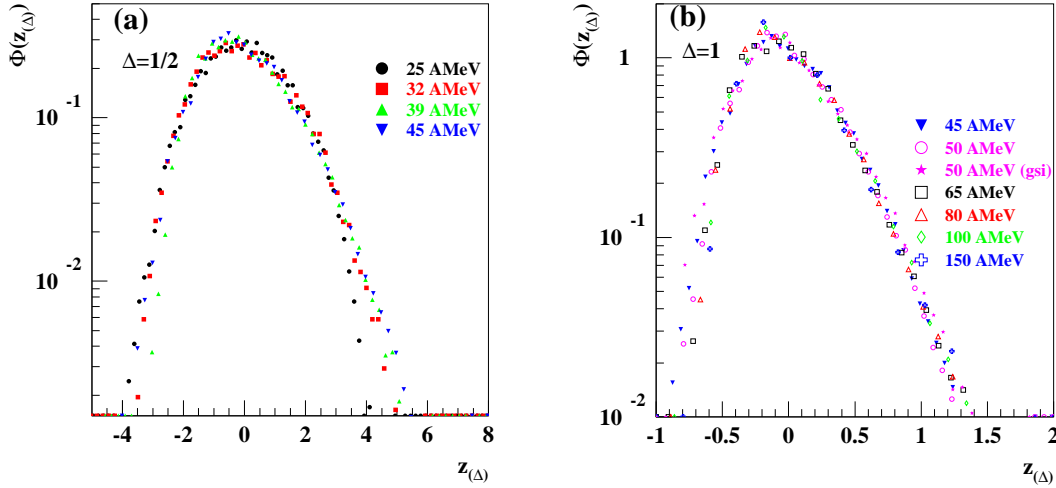 (a)
Φ(z(Δ))
Δ=1/2
25 AMeV
32 AMeV
39 AMeV
45 AMeV
10 -1
10 -2
-4 -2 0 2 4 6 8
z(Δ)
(b)
Φ(z(Δ))
Δ=1
45 AMeV
50 AMeV
50 AMeV (gsi)
65 AMeV
80 AMeV
100 AMeV
150 AMeV
1
10 -1
10 -2
-1 -0.5 0 0.5 1 1.5 2
z(Δ)